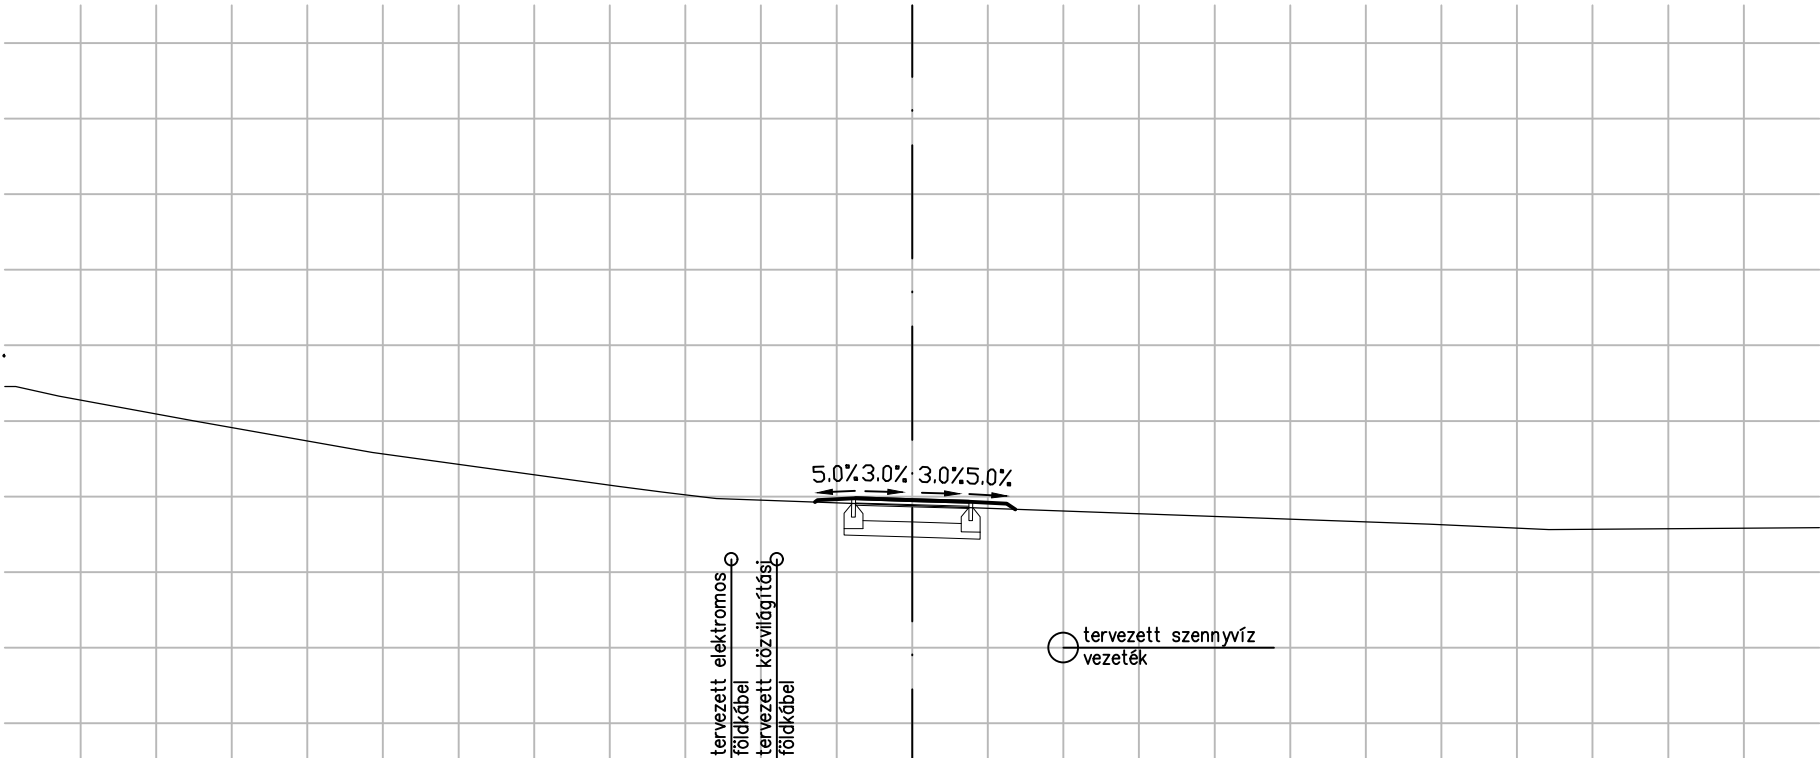 5.0% 3.0% 3.0% 5.0%
tervezett elektromos
földkábel
tervezett közvilágítási
földkábel
tervezett szennyvíz
vezeték